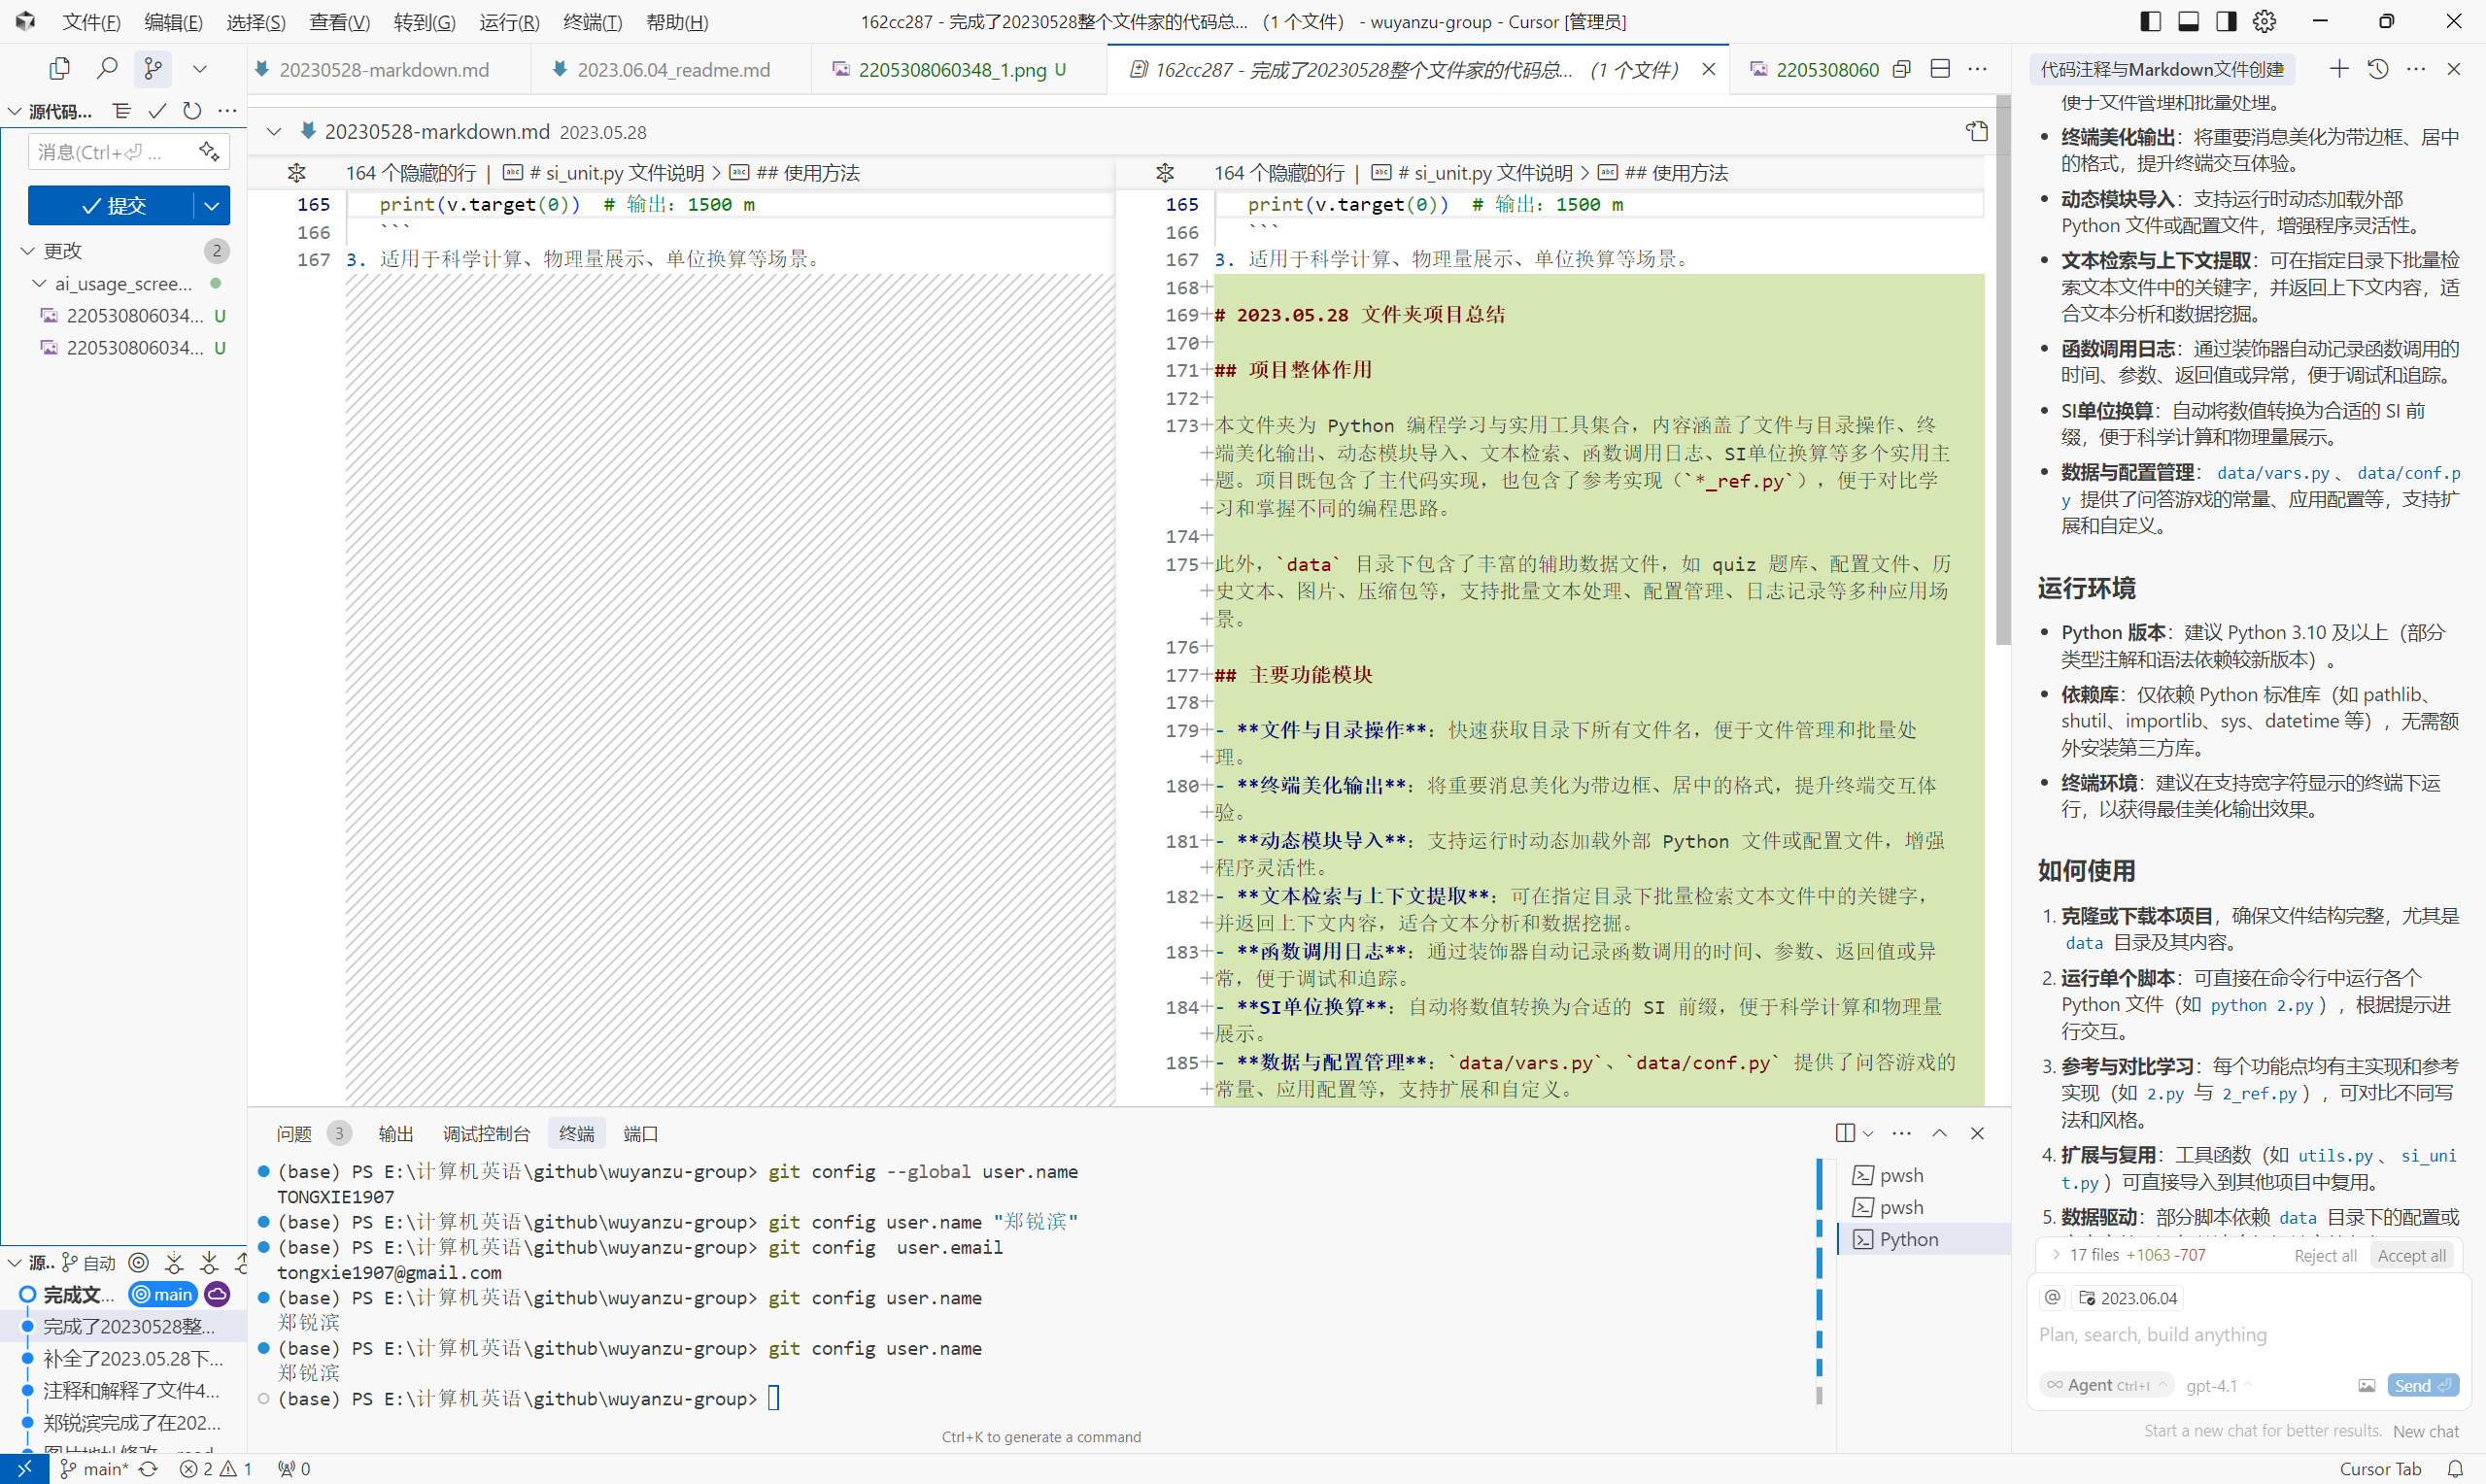 文件(F) 编辑(E) 选择(S) 查看(V) 转到(G) 运行(R) 终端(T) 帮助(H)
162cc287 - 完成了20230528整个文件家的代码总... (1 个文件) - wuyanzu-group - Cursor [管理员]
20230528-markdown.md
2023.06.04_readme.md
2205308060348_1.png U
162cc287 - 完成了20230528整个文件家的代码总... (1 个文件)
2205308060
源代码...
消息(Ctrl+⏎ ...
提交
更改 2
ai_usage_scree...
220530806034... U
220530806034... U
源.. 自动
完成文... main
完成了20230528整...
补全了2023.05.28下...
注释和解释了文件4...
郑锐滨完成了在202...
20230528-markdown.md 2023.05.28
164 个隐藏的行 | # si_unit.py 文件说明 > ## 使用方法
165 print(v.target(0))  # 输出: 1500 m
166 ```
167 3. 适用于科学计算、物理量展示、单位换算等场景。
164 个隐藏的行 | # si_unit.py 文件说明 > ## 使用方法
165 print(v.target(0))  # 输出: 1500 m
166 ```
167 3. 适用于科学计算、物理量展示、单位换算等场景。
168+
169+# 2023.05.28 文件夹项目总结
170+
171+## 项目整体作用
172+
173+本文件夹为 Python 编程学习与实用工具集合，内容涵盖了文件与目录操作、终
+端美化输出、动态模块导入、文本检索、函数调用日志、SI单位换算等多个实用主
+题。项目既包含了主代码实现，也包含了参考实现（`*_ref.py`），便于对比学
+习和掌握不同的编程思路。
174+
175+此外，`data` 目录下包含了丰富的辅助数据文件，如 quiz 题库、配置文件、历
+史文本、图片、压缩包等，支持批量文本处理、配置管理、日志记录等多种应用场
+景。
176+
177+## 主要功能模块
178+
179+- **文件与目录操作**：快速获取目录下所有文件名，便于文件管理和批量处
+理。
180+- **终端美化输出**：将重要消息美化为带边框、居中的格式，提升终端交互体
+验。
181+- **动态模块导入**：支持运行时动态加载外部 Python 文件或配置文件，增强
+程序灵活性。
182+- **文本检索与上下文提取**：可在指定目录下批量检索文本文件中的关键字，
+并返回上下文内容，适合文本分析和数据挖掘。
183+- **函数调用日志**：通过装饰器自动记录函数调用的时间、参数、返回值或异
+常，便于调试和追踪。
184+- **SI单位换算**：自动将数值转换为合适的 SI 前缀，便于科学计算和物理量
+展示。
185+- **数据与配置管理**：`data/vars.py`、`data/conf.py` 提供了问答游戏的
+常量、应用配置等，支持扩展和自定义。
问题 3 输出 调试控制台 终端 端口
(base) PS E:\计算机英语\github\wuyanzu-group> git config --global user.name
TONGXIE1907
(base) PS E:\计算机英语\github\wuyanzu-group> git config user.name "郑锐滨"
(base) PS E:\计算机英语\github\wuyanzu-group> git config  user.email
tongxie1907@gmail.com
(base) PS E:\计算机英语\github\wuyanzu-group> git config user.name
郑锐滨
(base) PS E:\计算机英语\github\wuyanzu-group> git config user.name
郑锐滨
(base) PS E:\计算机英语\github\wuyanzu-group>
Ctrl+K to generate a command
pwsh
pwsh
Python
代码注释与Markdown文件创建
便于文件管理和批量处理。
• 终端美化输出：将重要消息美化为带边框、居中
的格式，提升终端交互体验。
• 动态模块导入：支持运行时动态加载外部
Python 文件或配置文件，增强程序灵活性。
• 文本检索与上下文提取：可在指定目录下批量检
索文本文件中的关键字，并返回上下文内容，适
合文本分析和数据挖掘。
• 函数调用日志：通过装饰器自动记录函数调用的
时间、参数、返回值或异常，便于调试和追踪。
• SI单位换算：自动将数值转换为合适的 SI 前
缀，便于科学计算和物理量展示。
• 数据与配置管理： data/vars.py 、 data/conf.p
y 提供了问答游戏的常量、应用配置等，支持扩
展和自定义。
运行环境
• Python 版本：建议 Python 3.10 及以上（部分
类型注解和语法依赖较新版本）。
• 依赖库：仅依赖 Python 标准库（如 pathlib、
shutil、importlib、sys、datetime 等），无需额
外安装第三方库。
• 终端环境：建议在支持宽字符显示的终端下运
行，以获得最佳美化输出效果。
如何使用
1. 克隆或下载本项目，确保文件结构完整，尤其是
data 目录及其内容。
2. 运行单个脚本：可直接在命令行中运行各个
Python 文件（如 python 2.py ），根据提示进
行交互。
3. 参考与对比学习：每个功能点均有主实现和参考
实现（如 2.py 与 2_ref.py ），可对比不同写
法和风格。
4. 扩展与复用：工具函数（如 utils.py 、 si_uni
t.py ）可直接导入到其他项目中复用。
5. 数据驱动：部分脚本依赖 data 目录下的配置或
17 files +1063 -707 Reject all Accept all
@ 2023.06.04
Plan, search, build anything
Agent Ctrl+I gpt-4.1 Send ⏎
Start a new chat for better results. New chat
main* 2 1 0
Cursor Tab